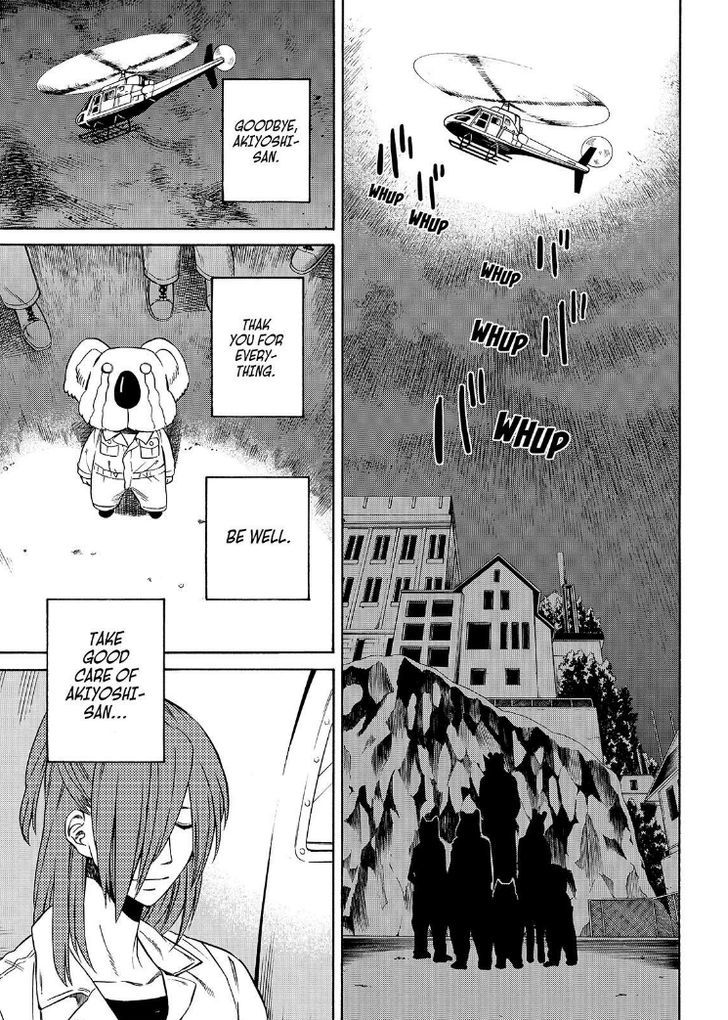 WHUP
WHUP
WHUP
WHUP
WHUP
GOODBYE,
AKIYOSHI-
SAN.
THAK
YOU FOR
EVERY-
THING.
BE WELL.
TAKE
GOOD
CARE OF
AKIYOSHI-
SAN...